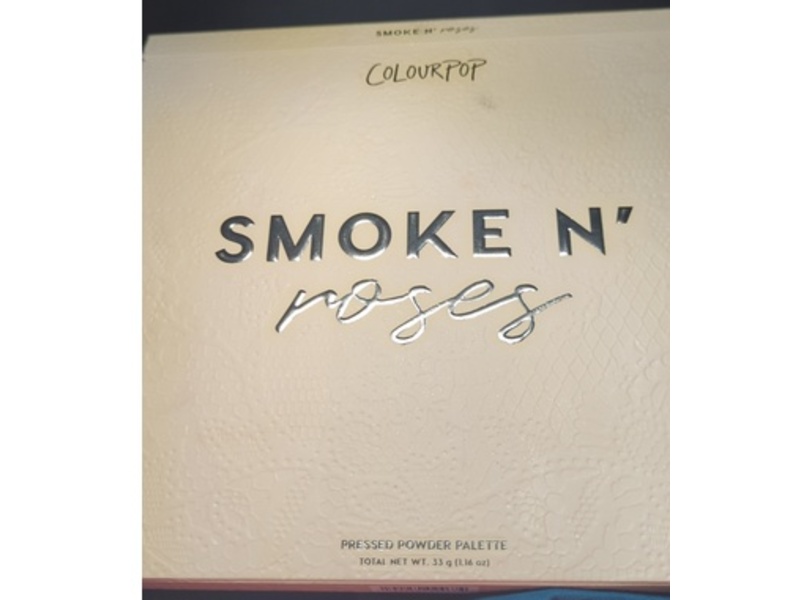 SMOKE N' roses
COLOURPOP
SMOKE N'
roses
PRESSED POWDER PALETTE
TOTAL NET WT. 33 g (1.16 oz)